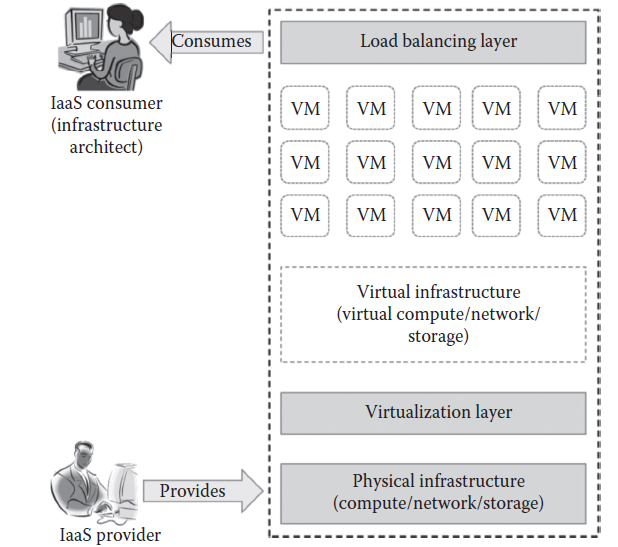 Consumes
Load balancing layer
IaaS consumer
(infrastructure
architect)
VM VM VM VM VM
VM VM VM VM VM
VM VM VM VM VM
Virtual infrastructure
(virtual compute/network/
storage)
Virtualization layer
Physical infrastructure
(compute/network/storage)
Provides
IaaS provider